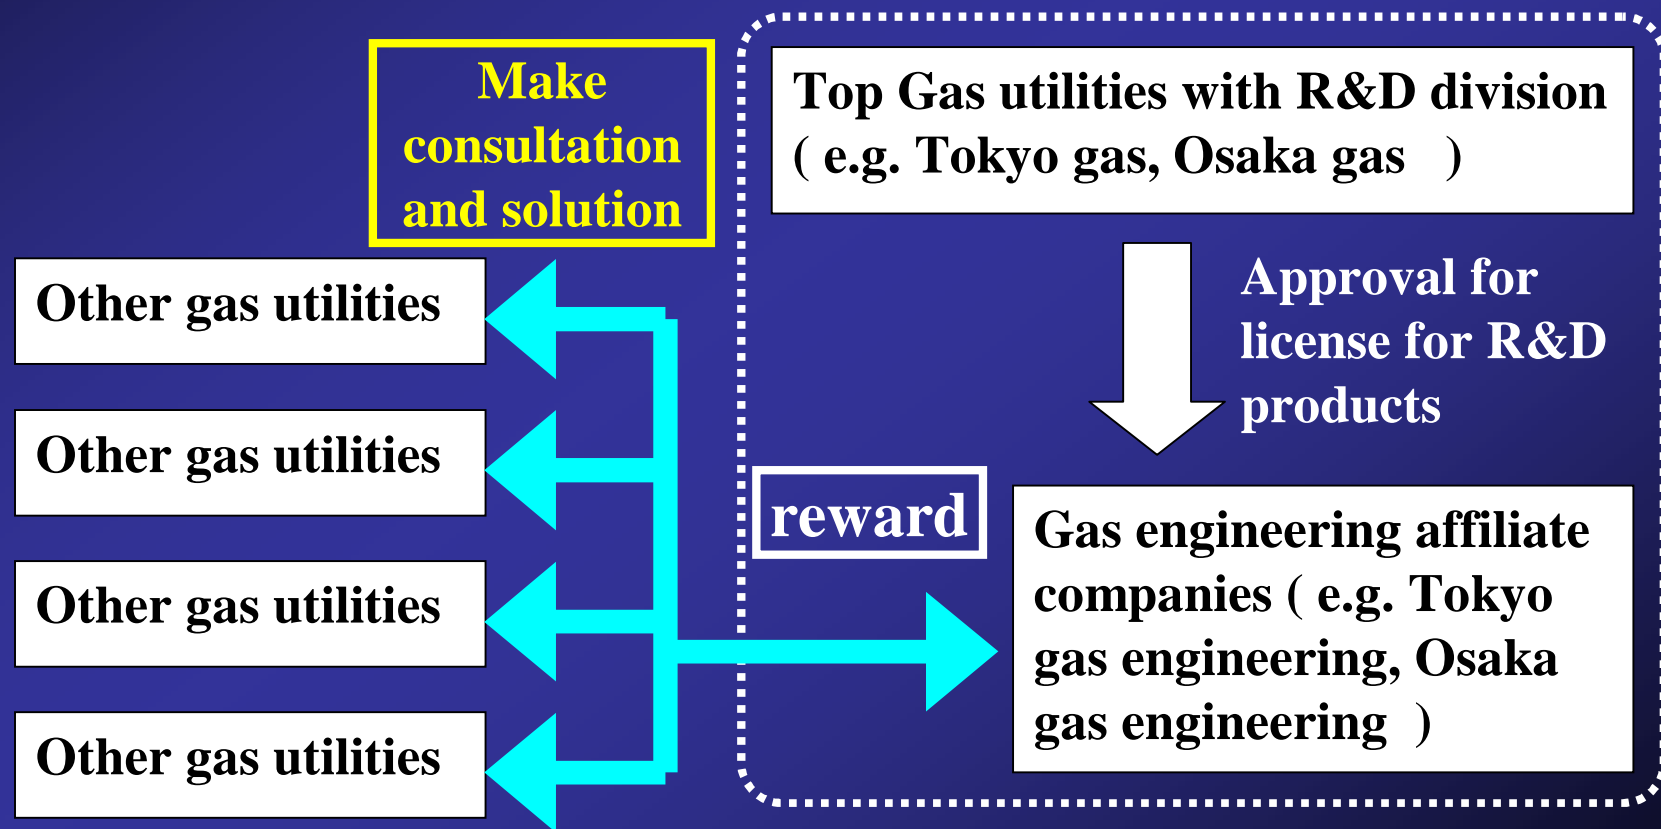 Make
consultation
and solution
Top Gas utilities with R&D division
( e.g. Tokyo gas, Osaka gas )
Other gas utilities
Approval for
license for R&D
products
Other gas utilities
reward
Gas engineering affiliate
companies ( e.g. Tokyo
gas engineering, Osaka
gas engineering )
Other gas utilities
Other gas utilities